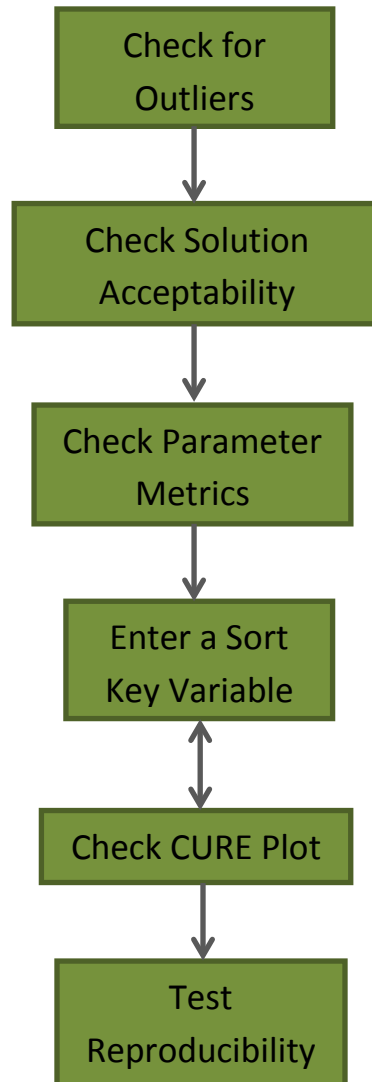 Check for
Outliers
Check Solution
Acceptability
Check Parameter
Metrics
Enter a Sort
Key Variable
Check CURE Plot
Test
Reproducibility